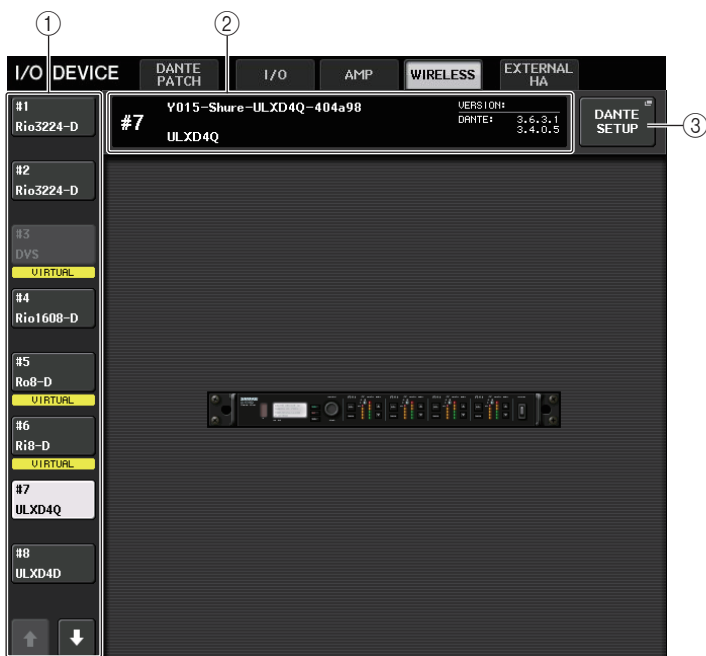 ①
②
I/O DEVICE
DANTE PATCH
I/O
AMP
WIRELESS
EXTERNAL HA
#1
Rio3224-D
#7
Y015-Shure-ULXD4Q-404a98
ULXD4Q
VERSION:
DANTE: 3.6.3.1
3.4.0.5
DANTE SETUP
③
#2
Rio3224-D
#3
DVS
VIRTUAL
#4
Rio1608-D
#5
Ro8-D
VIRTUAL
#6
Ri8-D
VIRTUAL
#7
ULXD4Q
#8
ULXD4D